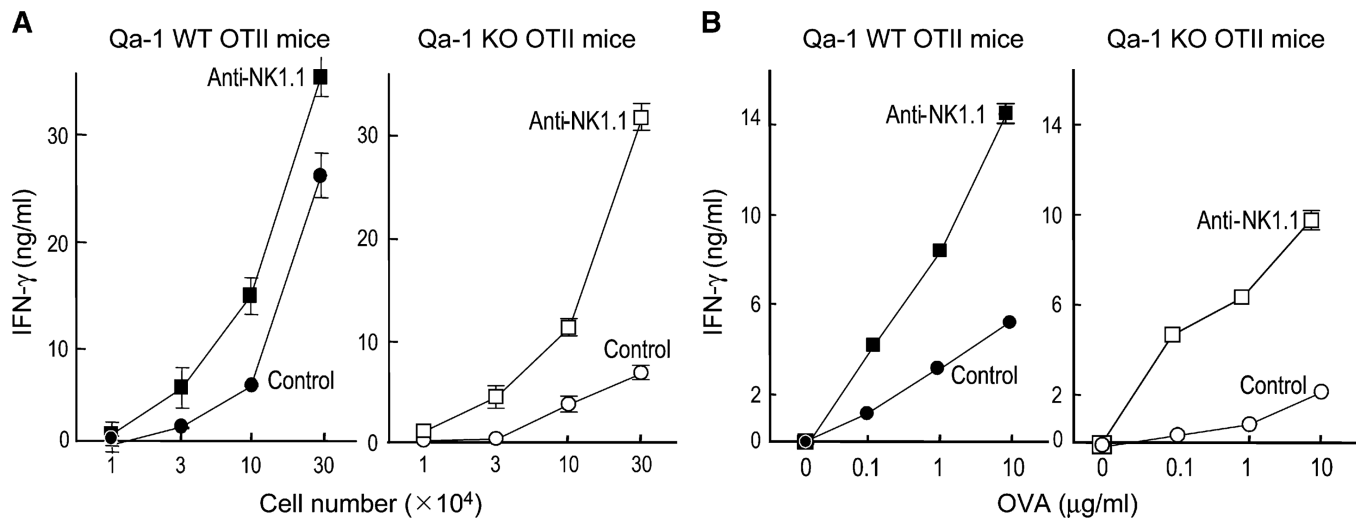 A
Qa-1 WT OTII mice
Qa-1 KO OTII mice
IFN-γ (ng/ml)
30
20
10
0
Anti-NK1.1
Control
1 3 10 30
30
20
10
0
Anti-NK1.1
Control
1 3 10 30
Cell number (×10⁴)
B
Qa-1 WT OTII mice
Qa-1 KO OTII mice
IFN-γ (ng/ml)
14
10
6
2
0
Anti-NK1.1
Control
0 0.1 1 10
14
10
6
2
0
Anti-NK1.1
Control
0 0.1 1 10
OVA (μg/ml)